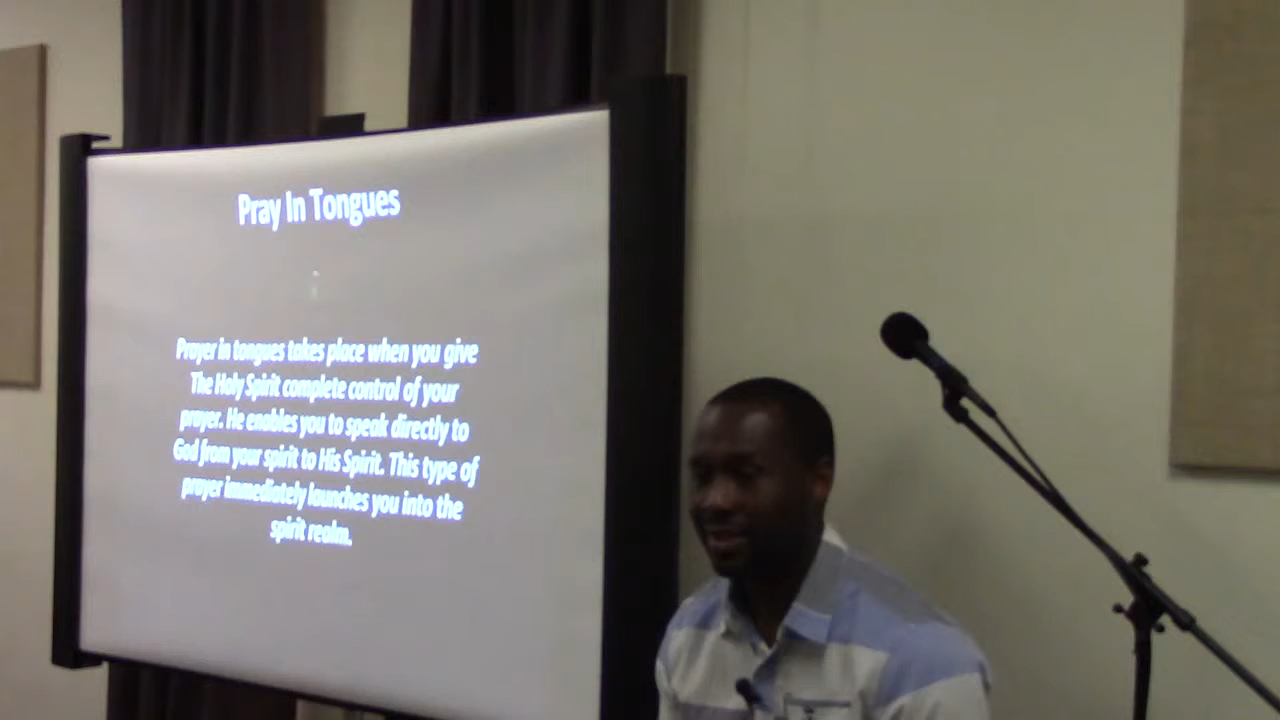 Pray In Tongues
Prayer in tongues takes place when you give
The Holy Spirit complete control of your
prayer. He enables you to speak directly to
God from your spirit to His Spirit. This type of
prayer immediately launches you into the
spirit realm.